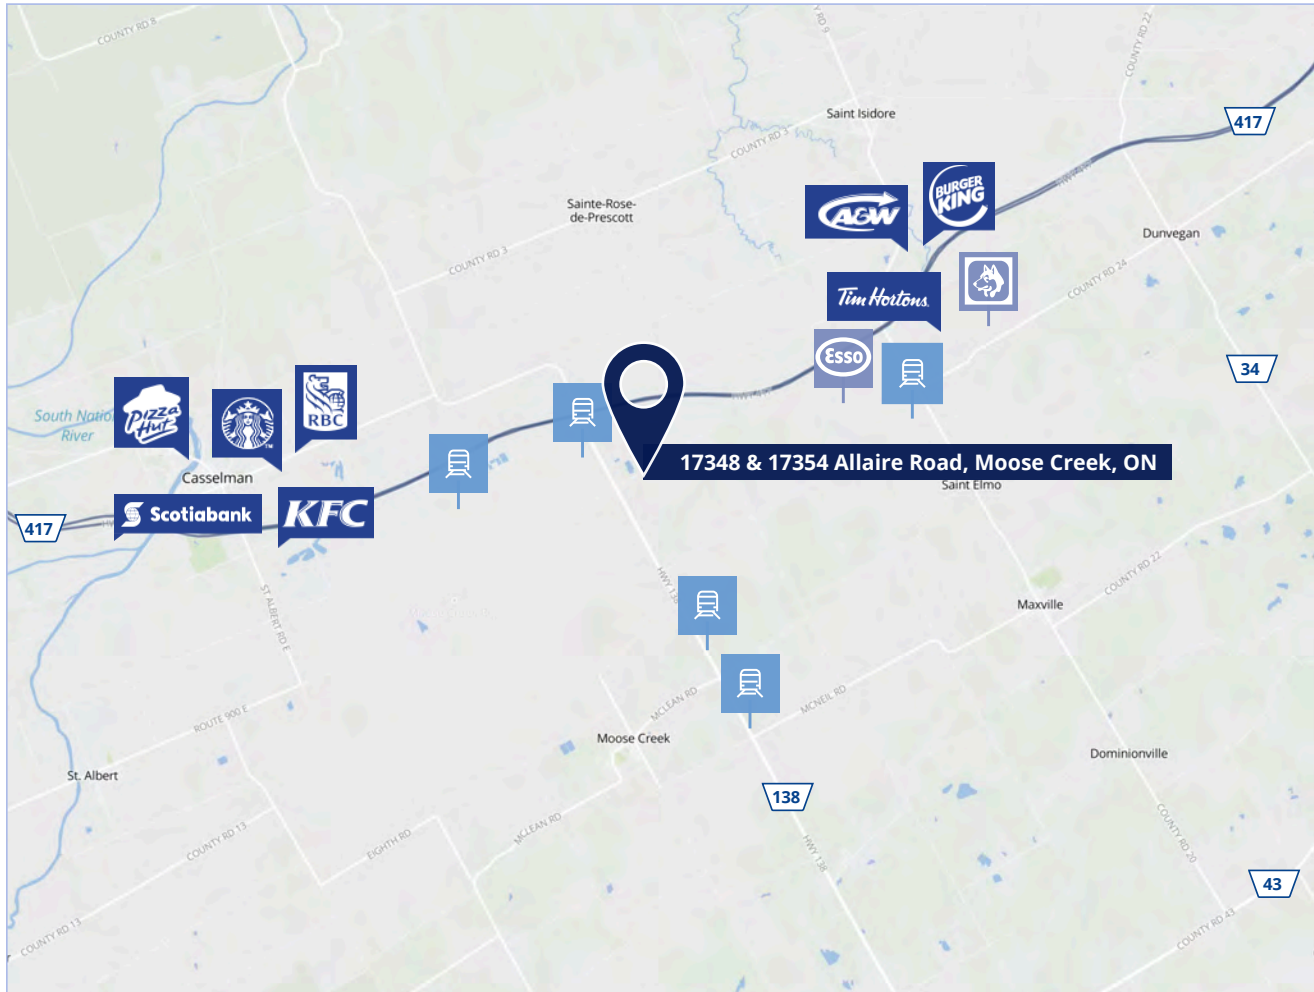 COUNTY RD 8
RD 9
COUNTY RD 22
Saint Isidore
417
COUNTY RD 3
BURGER
KING
A&W
Sainte-Rose-
de-Prescott
Dunvegan
COUNTY RD 3
COUNTY RD 24
Tim Hortons
Esso
34
Pizza
Hut
RBC
South Natio
River
Casselman
17348 & 17354 Allaire Road, Moose Creek, ON
Saint Elmo
Scotiabank
KFC
417
COUNTY RD 22
HWY 138
Maxville
ST ALBERT RD E
MCLEAN RD
MCNEIL RD
ROUTE 900 E
Moose Creek
St. Albert
Dominionville
138
COUNTY RD 13
EIGHTH RD
MCLEAN RD
HWY 138
COUNTY RD 20
43
COUNTY RD 13
COUNTY RD 43